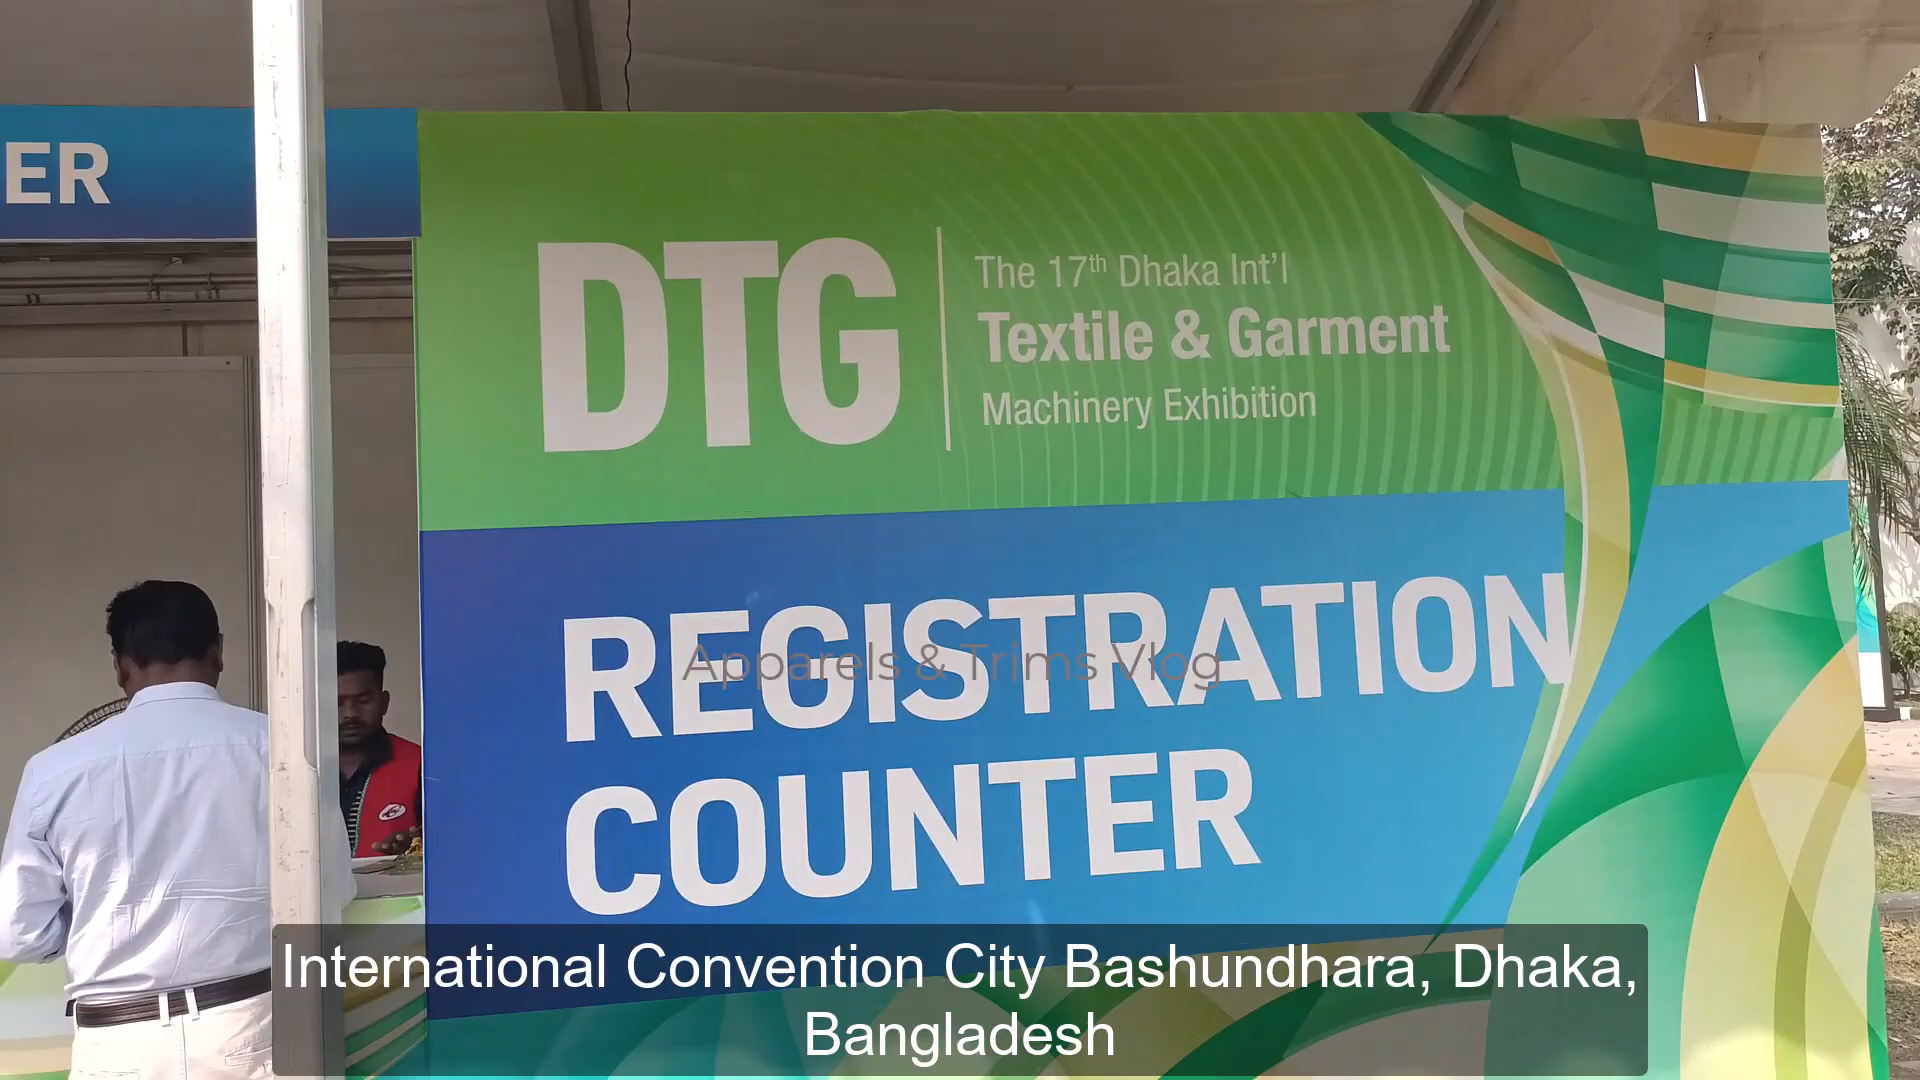 ER
DTG
The 17th Dhaka Int'l
Textile & Garment
Machinery Exhibition
REGISTRATION
COUNTER
Apparels & Trims Vlog
International Convention City Bashundhara, Dhaka,
Bangladesh